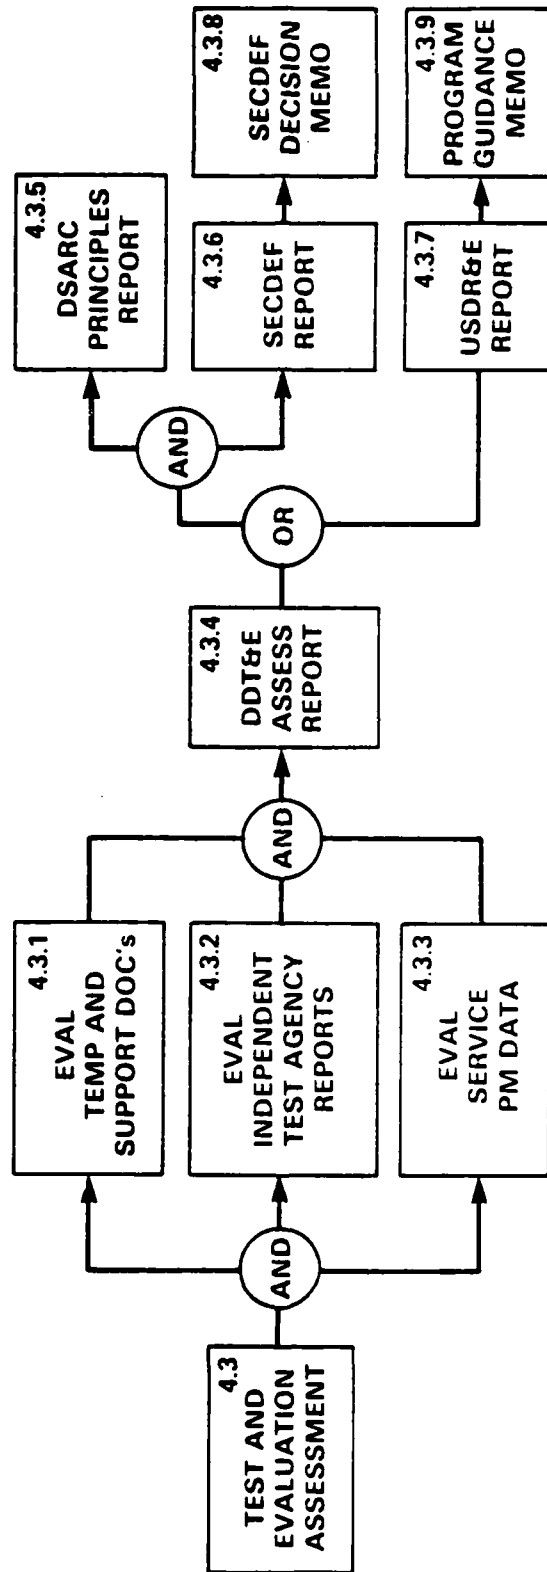 4.3
TEST AND
EVALUATION
ASSESSMENT
AND
4.3.1
EVAL
TEMP AND
SUPPORT DOC's
4.3.2
EVAL
INDEPENDENT
TEST AGENCY
REPORTS
4.3.3
EVAL
SERVICE
PM DATA
AND
4.3.4
DDT&E
ASSESS
REPORT
OR
AND
4.3.5
DSARC
PRINCIPLES
REPORT
4.3.6
SECDEF
REPORT
4.3.7
USDR&E
REPORT
4.3.8
SECDEF
DECISION
MEMO
4.3.9
PROGRAM
GUIDANCE
MEMO